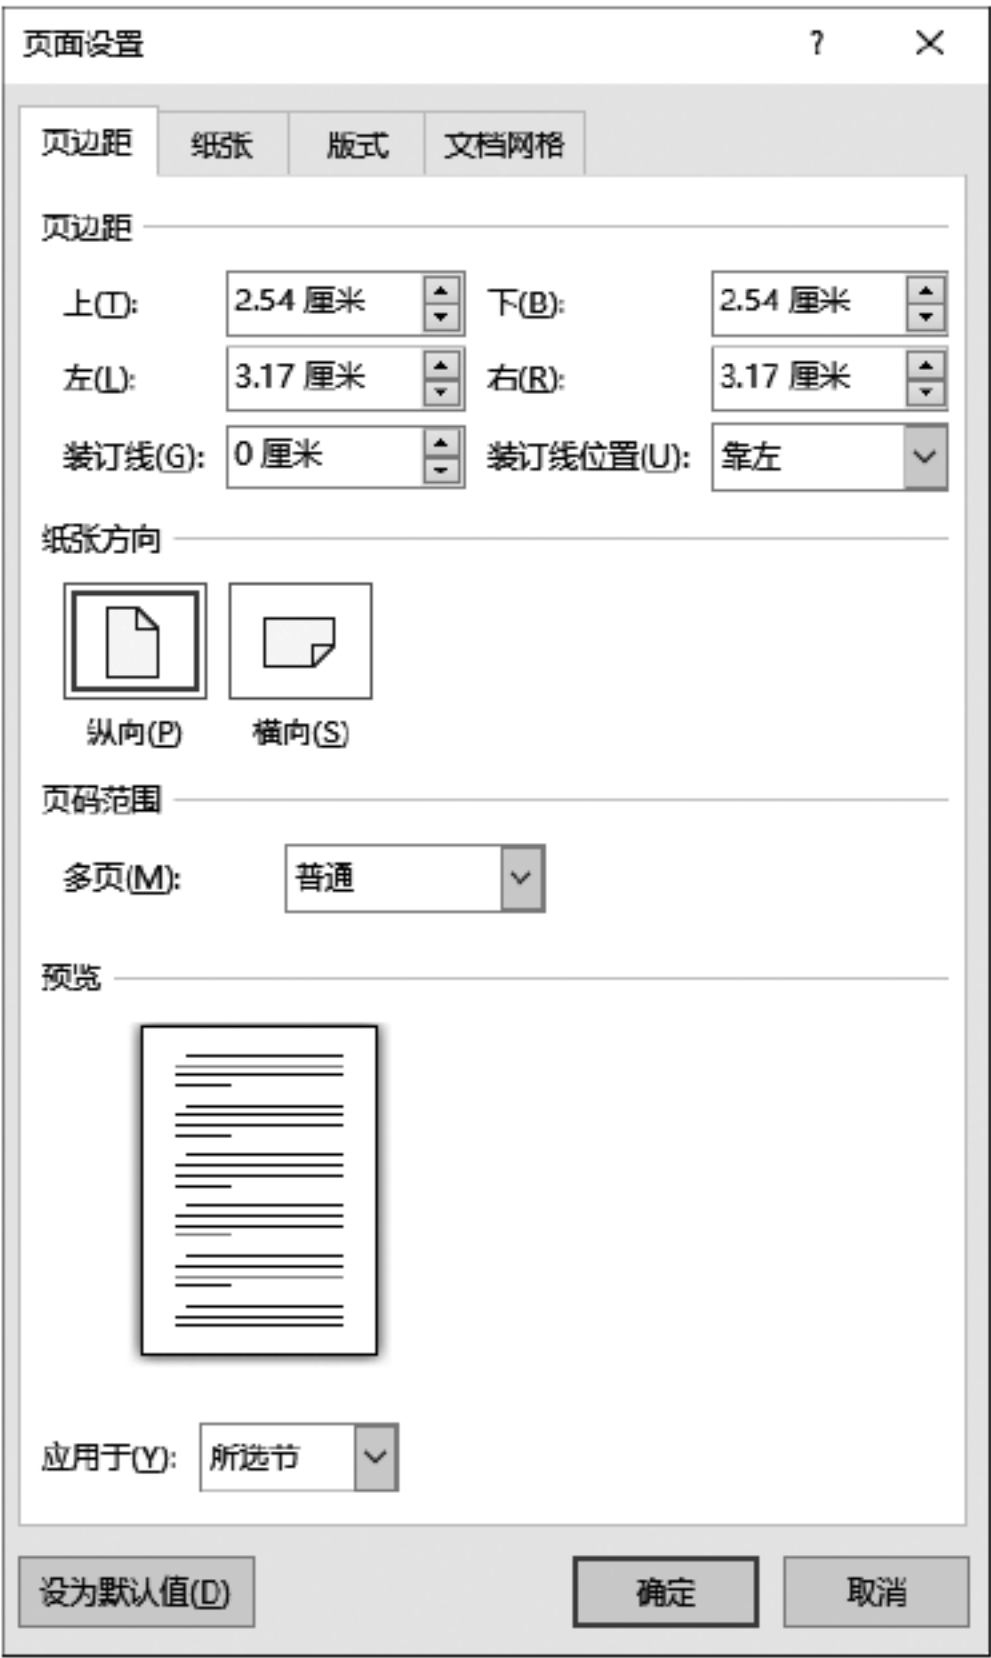 页面设置 ?
页边距 纸张 版式 文档网格
页边距
上(T): 2.54 厘米 下(B): 2.54 厘米
左(L): 3.17 厘米 右(R): 3.17 厘米
装订线(G): 0 厘米 装订线位置(U): 靠左
纸张方向
纵向(P) 横向(S)
页码范围
多页(M): 普通
预览
应用于(Y): 所选节
设为默认值(D) 确定 取消